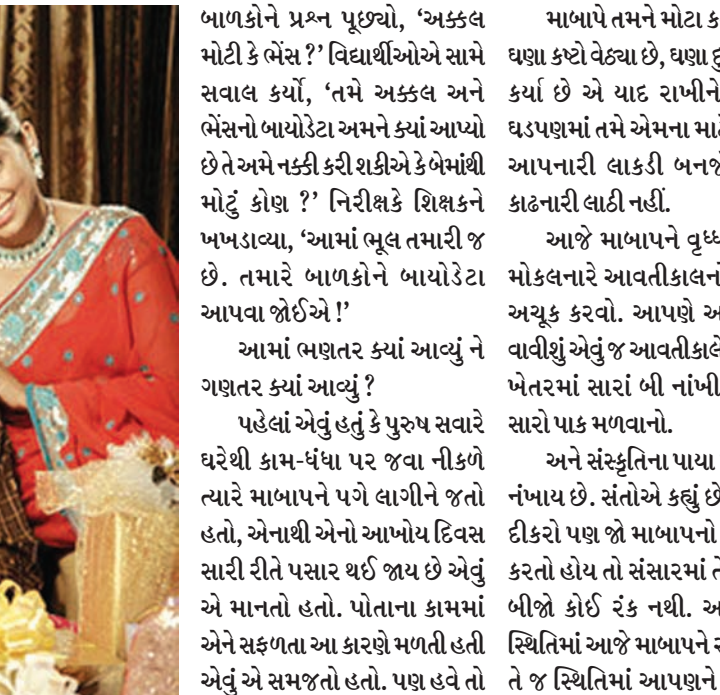 બાળકોને પ્રશ્ન પૂછ્યો, ‘અક્કલ
મોટી કે ભેંસ ?’ વિદ્યાર્થીઓએ સામે
સવાલ કર્યો, ‘તમે અક્કલ અને
ભેંસનો બાયોડેટા અમને ક્યાં આપ્યો
છે તે અમે નક્કી કરી શકીએ કે બેમાંથી
મોટું કોણ ?’ નિરીક્ષકે શિક્ષકને
ખખડાવ્યા, ‘આમાં ભૂલ તમારી જ
છે. તમારે બાળકોને બાયોડેટા
આપવા જોઈએ !’
આમાં ભણતર ક્યાં આવ્યું ને
ગણતર ક્યાં આવ્યું ?
પહેલાં એવું હતું કે પુરુષ સવારે
ઘરેથી કામ-ધંધા પર જવા નીકળે
ત્યારે માબાપને પગે લાગીને જતો
હતો, એનાથી એનો આખોય દિવસ
સારી રીતે પસાર થઈ જાય છે એવું
એ માનતો હતો. પોતાના કામમાં
એને સફળતા આ કારણે મળતી હતી
એવું એ સમજતો હતો. પણ હવે તો
માબાપે તમને મોટા
ઘણા કષ્ટો વેઠ્યા છે, ઘણા
કર્યા છે એ યાદ રાખીને
ઘડપણમાં તમે એમના
આપનારી લાકડી
કાઢનારી લાઠી નહીં.
આજે માબાપને
મોકલનારે
અચૂક કરવો. આપણે
વાવીશું એવું જ
ખેતરમાં સારાં બી
સારો પાક મળવાનો.
અને સંસ્કૃતિના પાયા
નંખાય છે. સંતોએ કહ્યું
દીકરો પણ જો માબાપનો
કરતો હોય તો સંસારમાં
બીજો કોઈ રંક નથી.
સ્થિતિમાં આજે માબાપને
તે જ સ્થિતિમાં આપણને